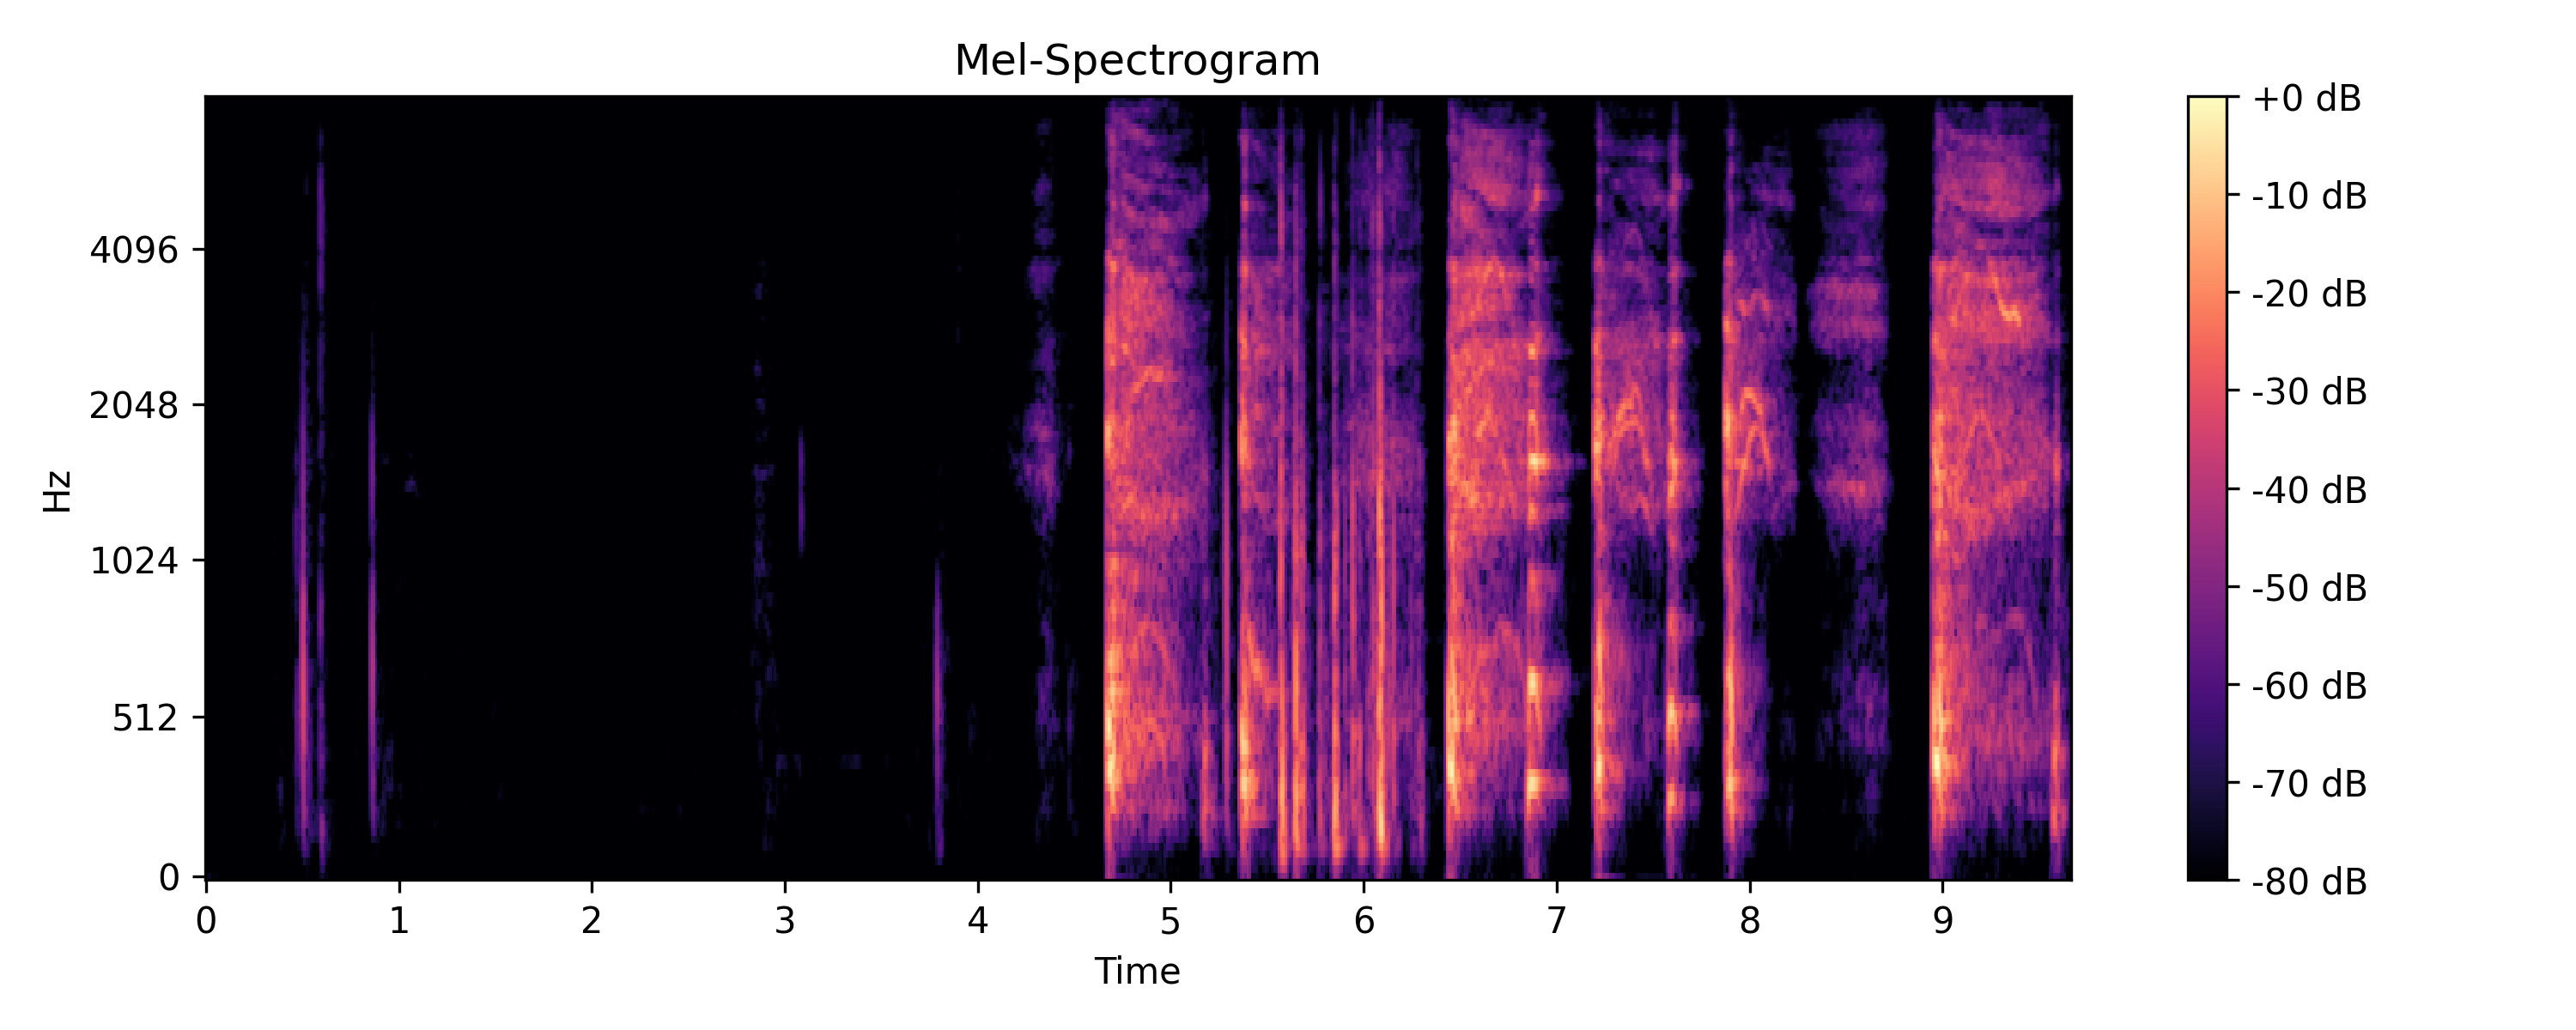 Mel-Spectrogram
+0 dB
-10 dB
-20 dB
-30 dB
-40 dB
-50 dB
-60 dB
-70 dB
-80 dB
4096
2048
1024
512
0
Hz
0 1 2 3 4 5 6 7 8 9
Time